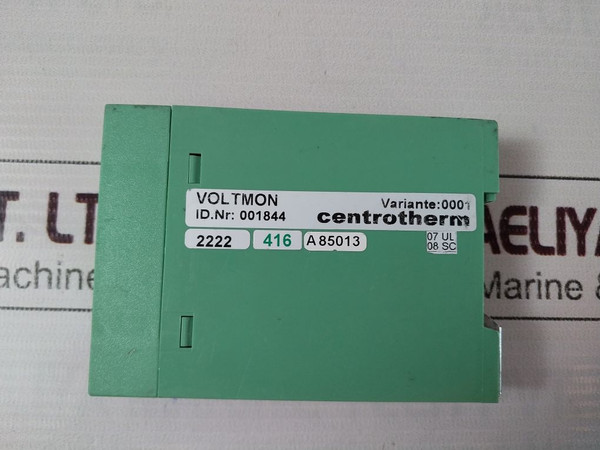 VOLTMON
Variante:0001
ID.Nr: 001844
centrotherm
2222 416 A 85013
07 UL
08 SC
T. LT
AELIYA
achine
Marine &